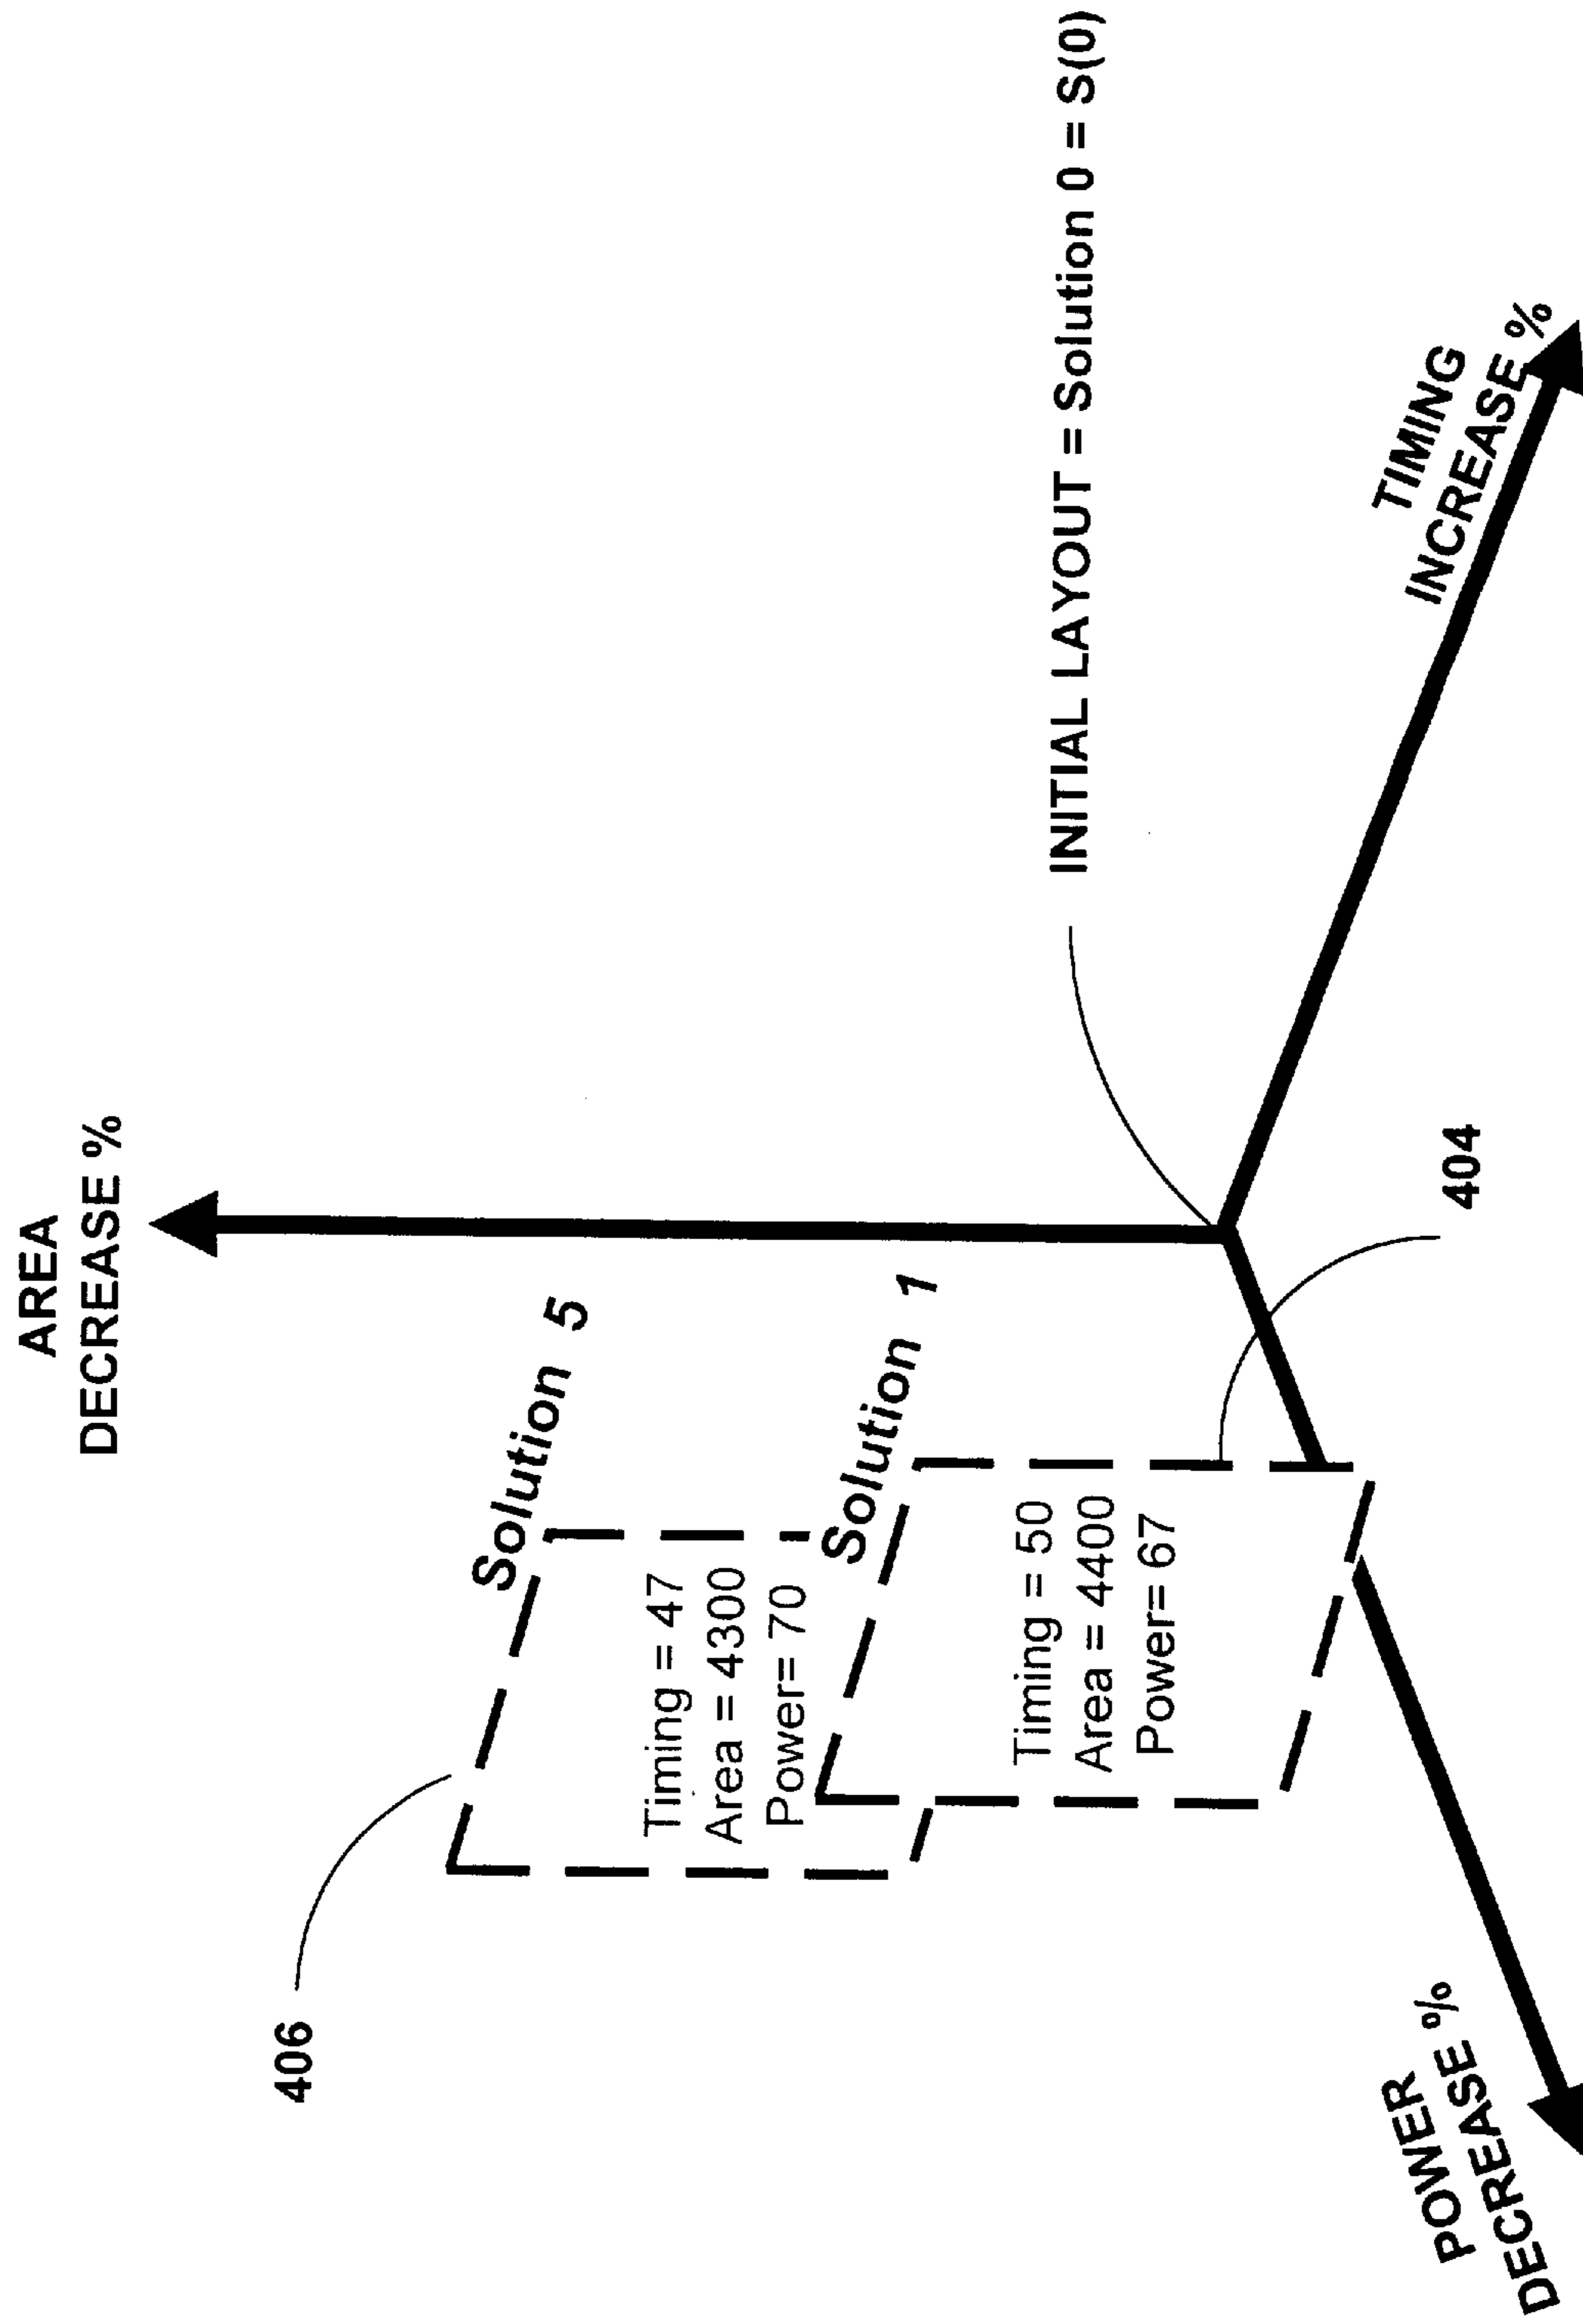 AREA
DECREASE %
406
Solution 5
Timing = 47
Area = 4300
Power= 70
Solution 1
Timing = 50
Area = 4400
Power= 67
INITIAL LAYOUT = Solution 0 = S(0)
404
POWER
DECREASE %
TIMING
INCREASE %